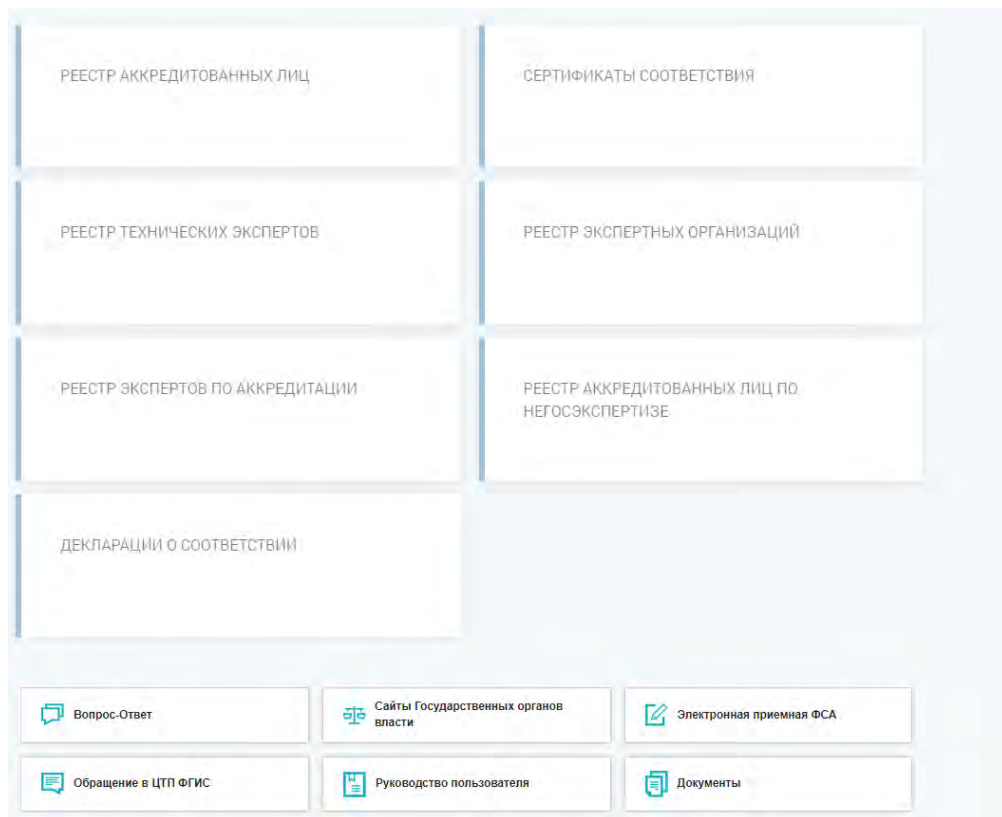 РЕЕСТР АККРЕДИТОВАННЫХ ЛИЦ
СЕРТИФИКАТЫ СООТВЕТСТВИЯ
РЕЕСТР ТЕХНИЧЕСКИХ ЭКСПЕРТОВ
РЕЕСТР ЭКСПЕРТНЫХ ОРГАНИЗАЦИЙ
РЕЕСТР ЭКСПЕРТОВ ПО АККРЕДИТАЦИИ
РЕЕСТР АККРЕДИТОВАННЫХ ЛИЦ ПО
НЕГОСЭКСПЕРТИЗЕ
ДЕКЛАРАЦИИ О СООТВЕТСТВИИ
Вопрос-Ответ
Сайты Государственных органов
власти
Электронная приемная ФСА
Обращение в ЦТП ФГИС
Руководство пользователя
Документы